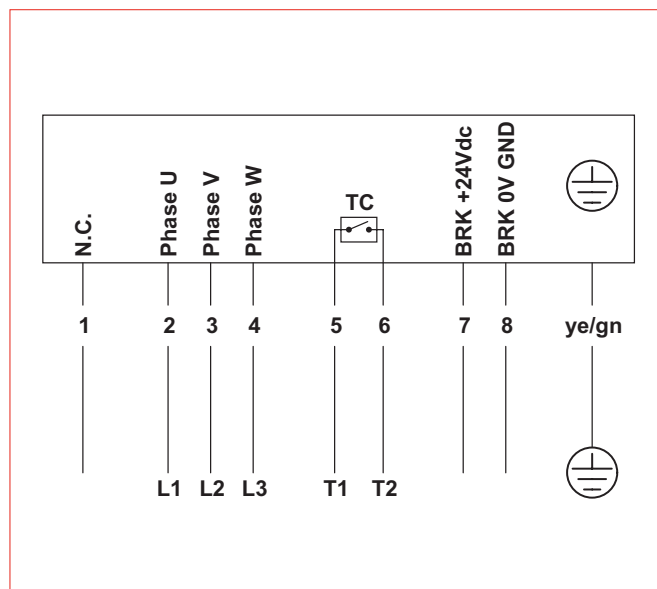 N.C.
Phase U
Phase V
Phase W
TC
BRK +24Vdc
BRK 0V GND
1 2 3 4 5 6 7 8 ye/gn
L1 L2 L3 T1 T2